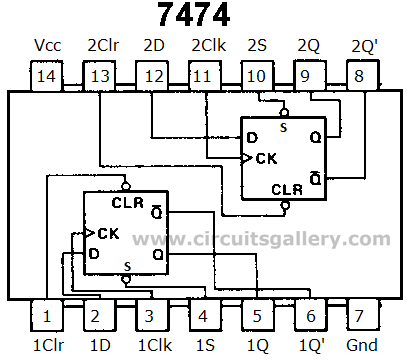 7474
Vcc 2Clr 2D 2Clk 2S 2Q 2Q'
14 13 12 11 10 9 8
S
D Q
CK
CLR Q̅
CLR Q̅
www.circuitsgallery.com
CK
D Q
S
1 2 3 4 5 6 7
1Clr 1D 1Clk 1S 1Q 1Q' Gnd